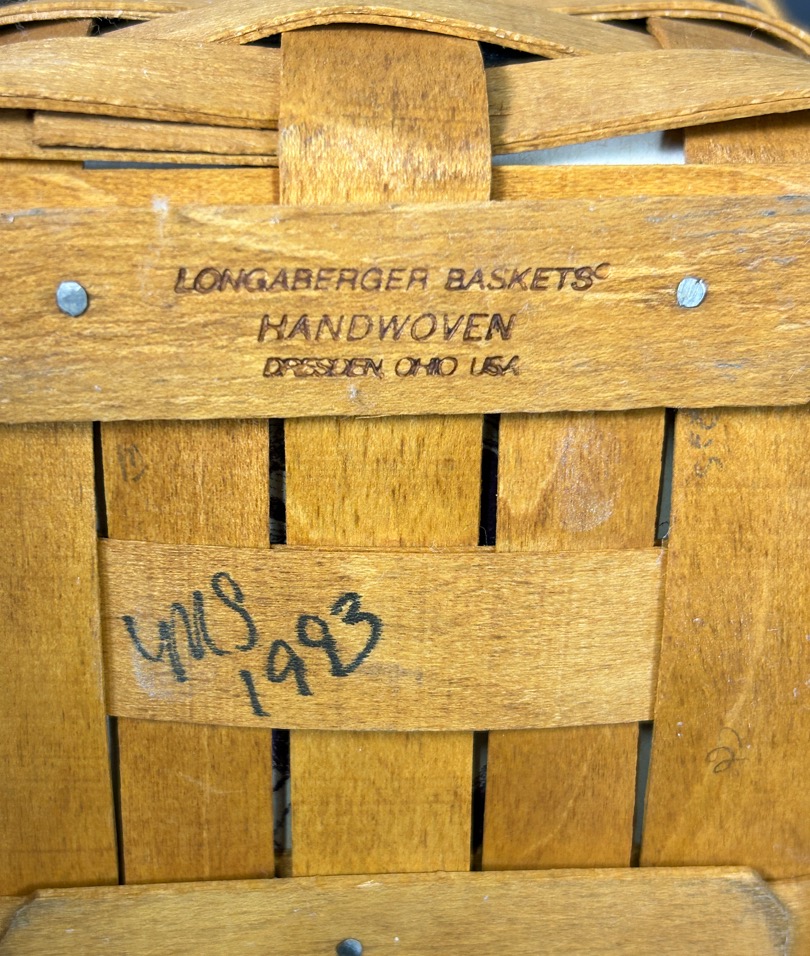 LONGABERGER BASKETS©
HANDWOVEN
DRESDEN, OHIO USA
1993